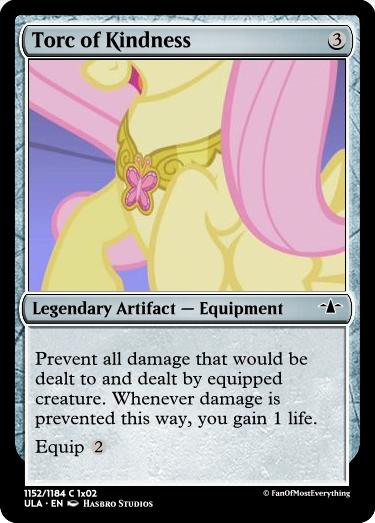 Torc of Kindness 3
Legendary Artifact — Equipment
Prevent all damage that would be
dealt to and dealt by equipped
creature. Whenever damage is
prevented this way, you gain 1 life.
Equip 2
1152/1184 C 1x02
ULA • EN Hasbro Studios © FanOfMostEverything